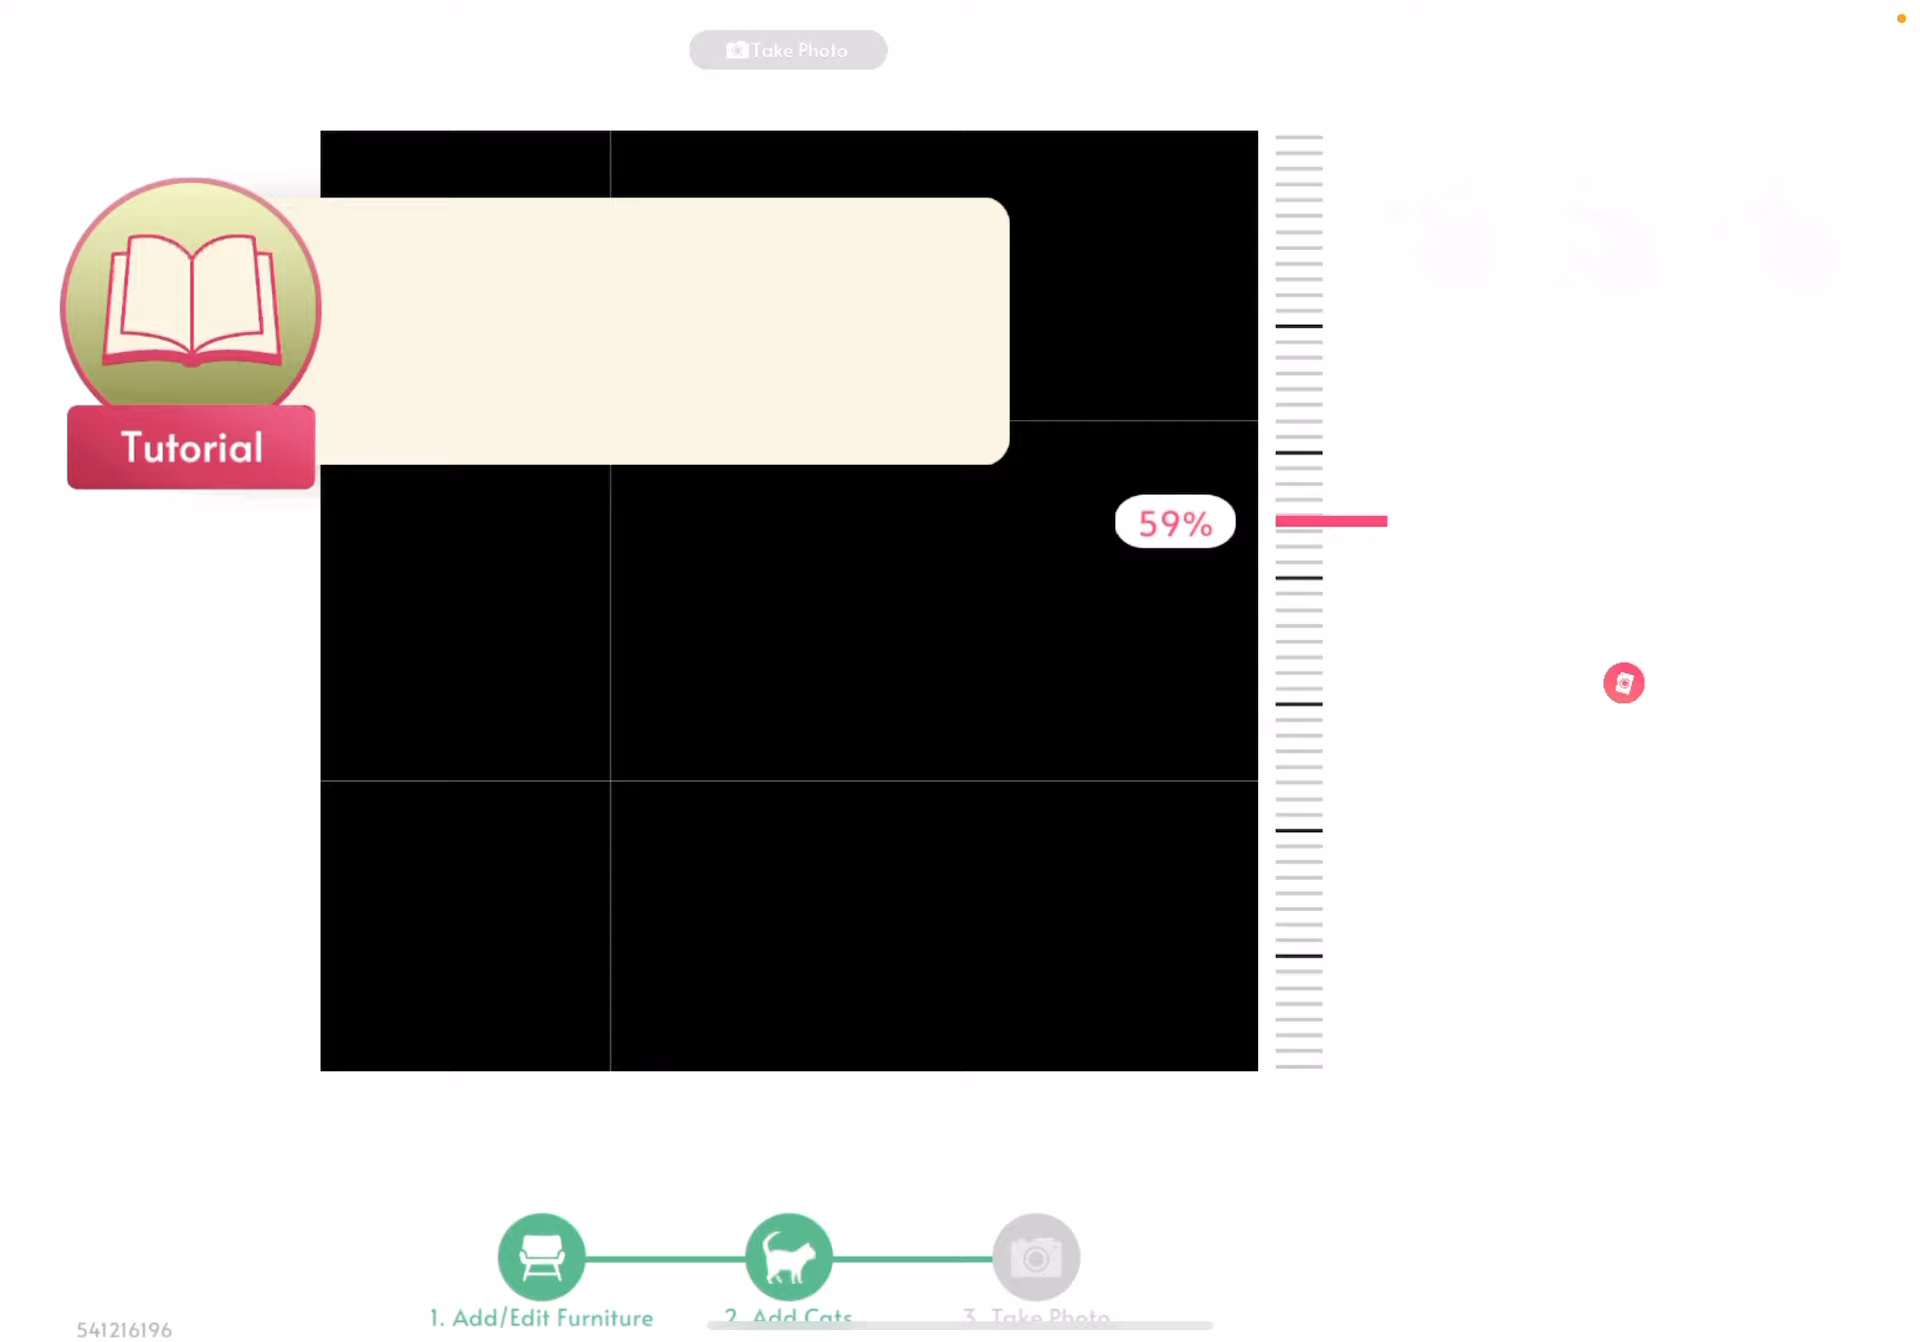 Take Photo
Tutorial
59%
1. Add/Edit Furniture
2. Add Cats
3. Take Photo
541216196